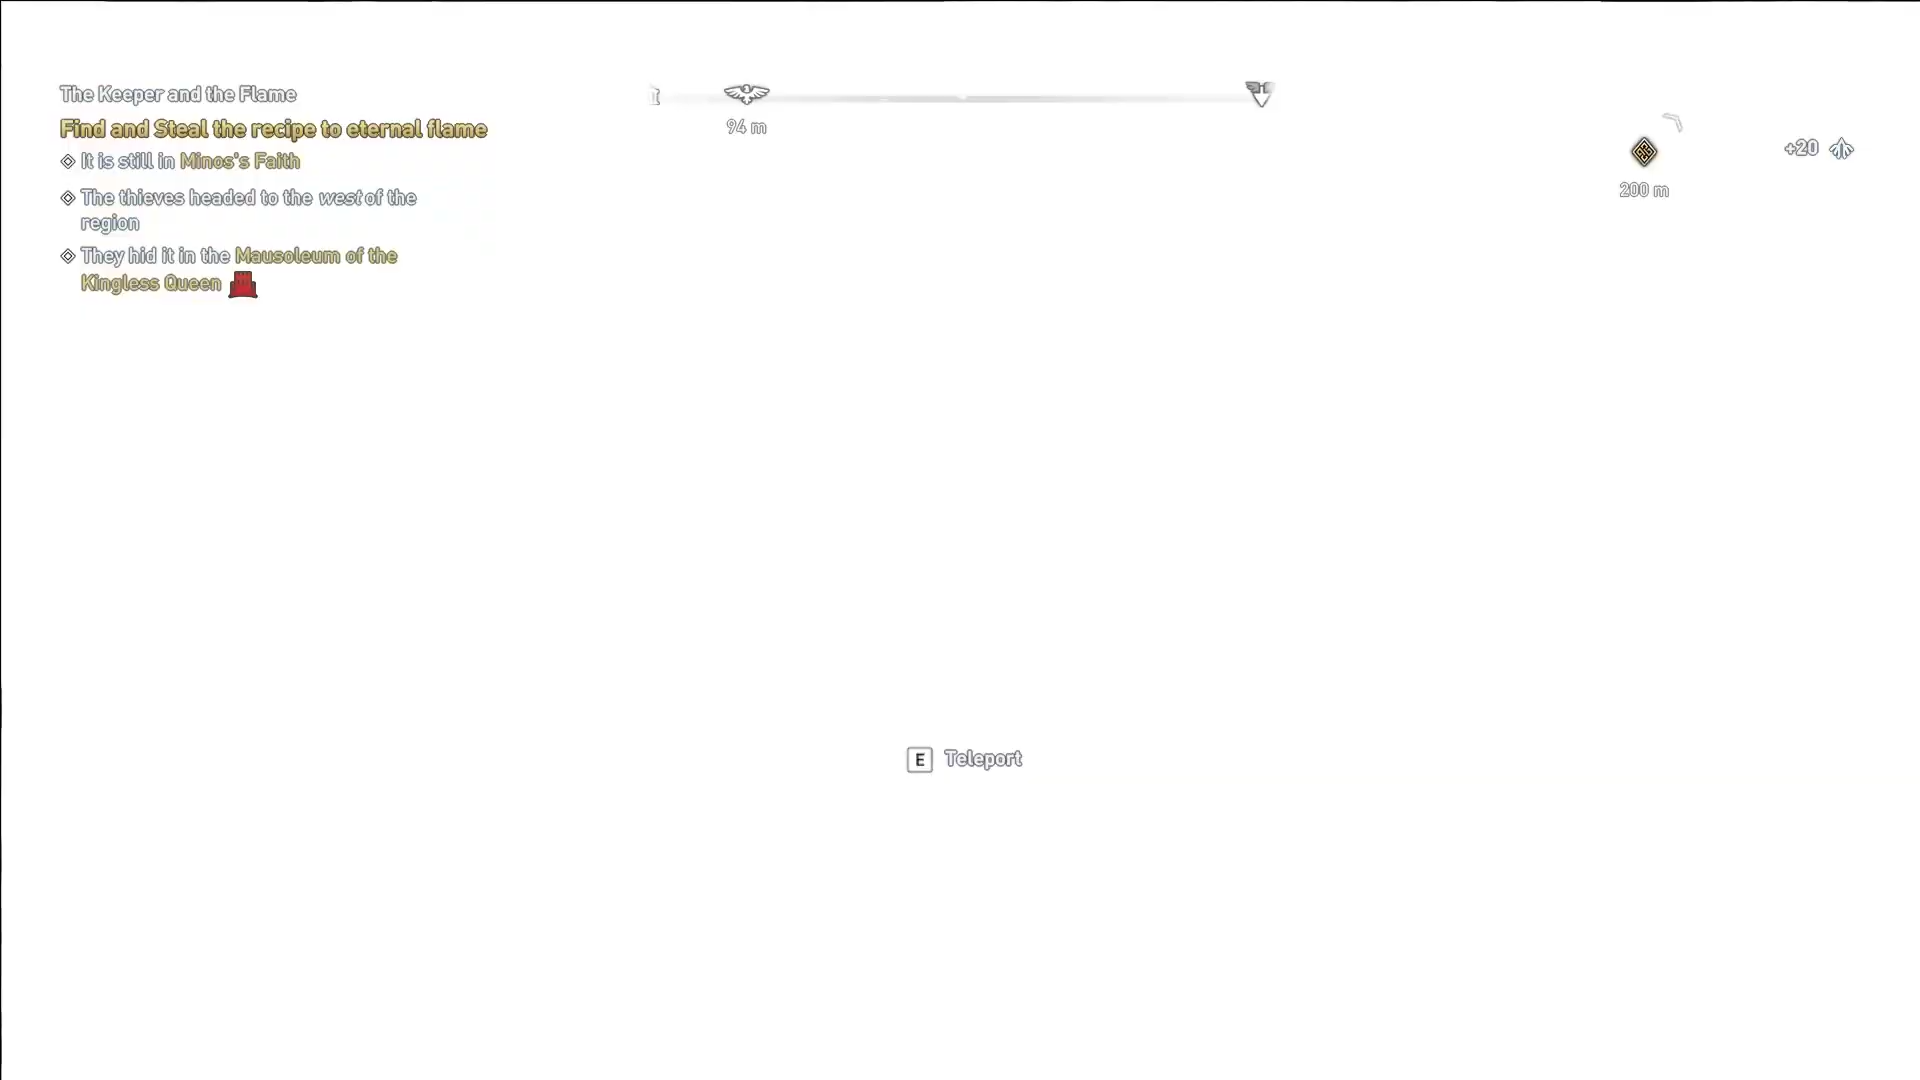 The Keeper and the Flame
Find and Steal the recipe to eternal flame
It is still in Minos's Faith
The thieves headed to the west of the
region
They hid it in the Mausoleum of the
Kingless Queen
94 m
200 m
+20
E Teleport